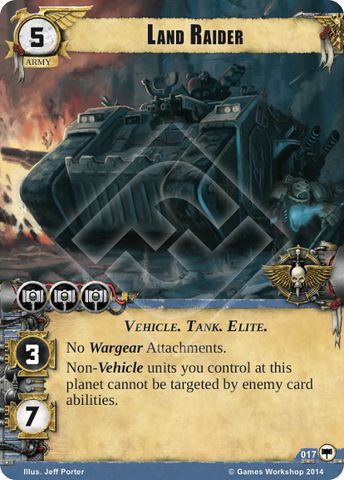 5
ARMY
LAND RAIDER
VEHICLE. TANK. ELITE.
3
No Wargear Attachments.
Non-Vehicle units you control at this
planet cannot be targeted by enemy card
abilities.
7
017
Illus. Jeff Porter
© Games Workshop 2014